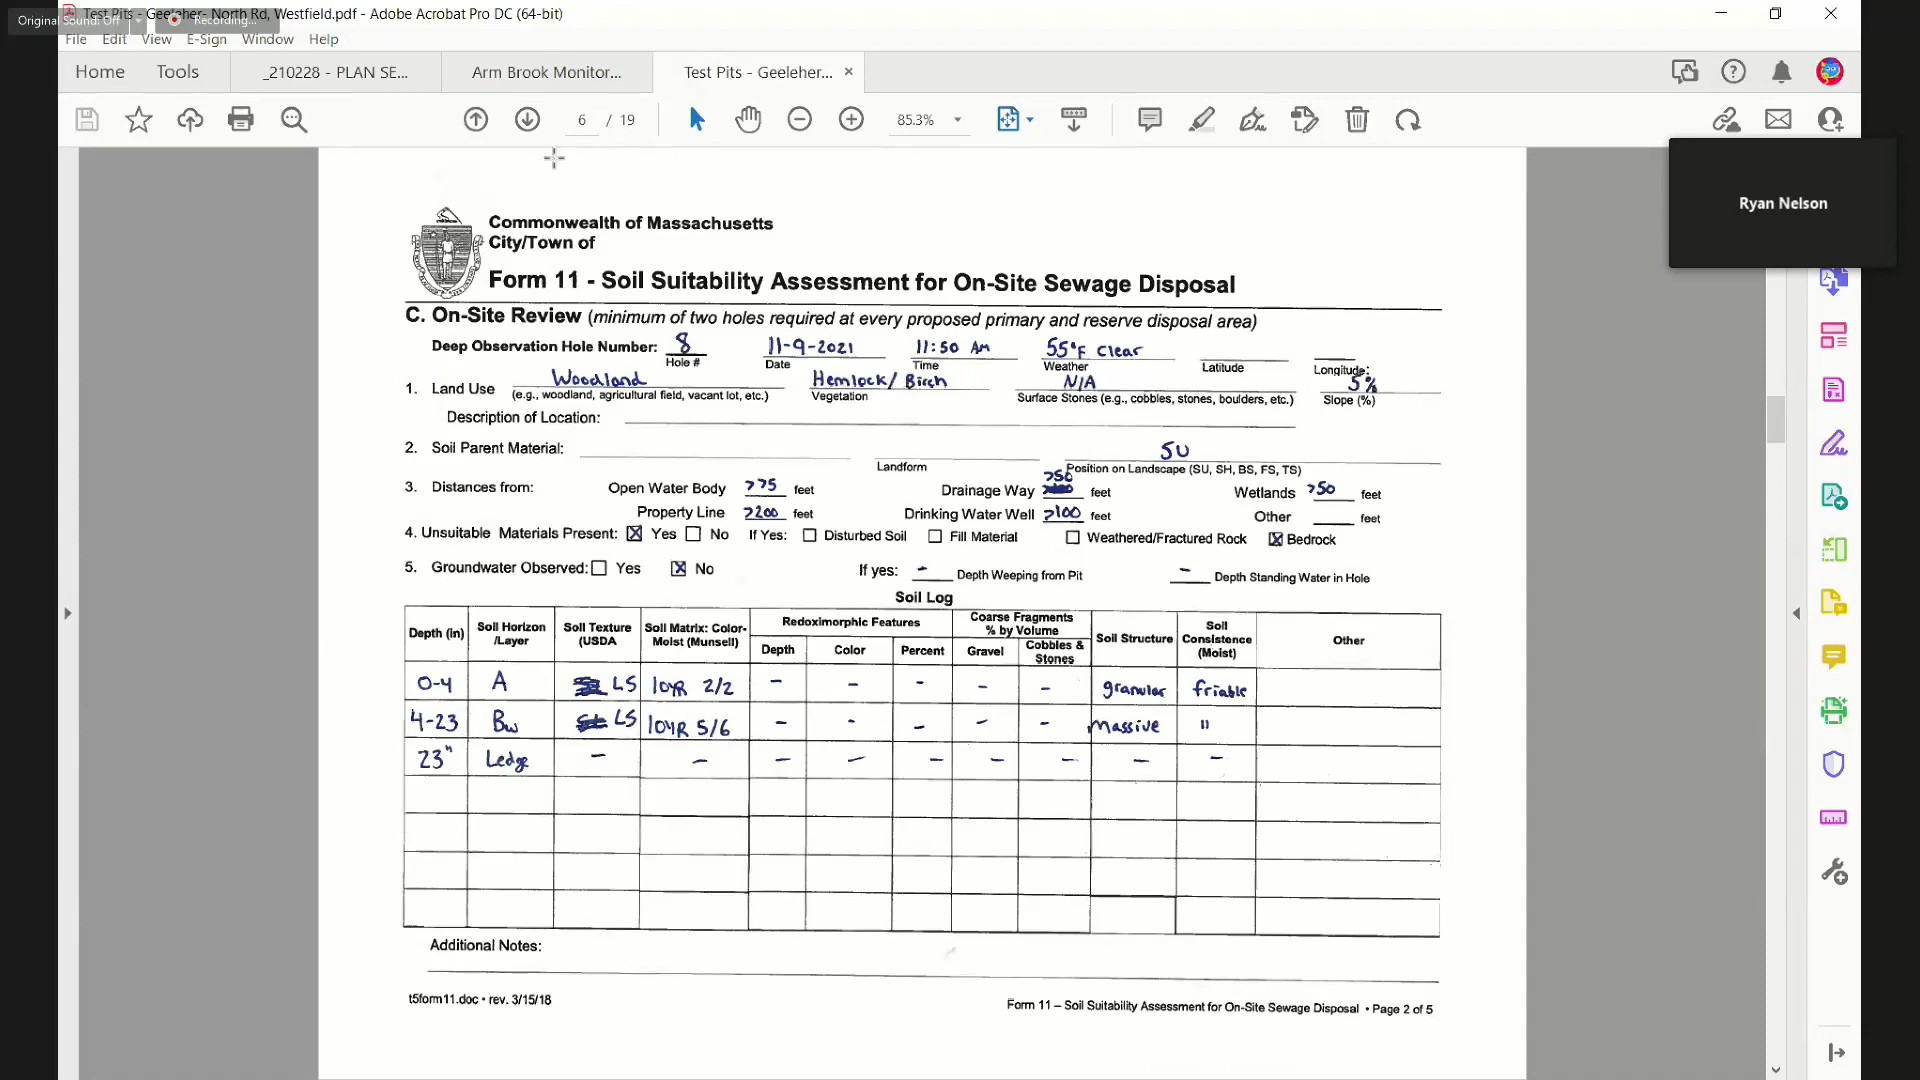 Original Sound: Off
Recording...
Test Pits - Geeleher- North Rd, Westfield.pdf - Adobe Acrobat Pro DC (64-bit)
File Edit View E-Sign Window Help
Home Tools _210228 - PLAN SE... Arm Brook Monitor... Test Pits - Geeleher... ×
6 / 19 85.3%
Ryan Nelson
Commonwealth of Massachusetts
City/Town of
Form 11 - Soil Suitability Assessment for On-Site Sewage Disposal
C. On-Site Review (minimum of two holes required at every proposed primary and reserve disposal area)
Deep Observation Hole Number: 8 11-9-2021 11:50 AM 55°F Clear
Hole # Date Time Weather Latitude Longitude:
1. Land Use Woodland Hemlock/Birch N/A 5%
(e.g., woodland, agricultural field, vacant lot, etc.) Vegetation Surface Stones (e.g., cobbles, stones, boulders, etc.) Slope (%)
Description of Location:
2. Soil Parent Material: SU
Landform Position on Landscape (SU, SH, BS, FS, TS)
3. Distances from: Open Water Body >75 feet Drainage Way >50 feet Wetlands >50 feet
Property Line >200 feet Drinking Water Well >100 feet Other feet
4. Unsuitable Materials Present: X Yes No If Yes: Disturbed Soil Fill Material Weathered/Fractured Rock X Bedrock
5. Groundwater Observed: Yes X No If yes: - Depth Weeping from Pit - Depth Standing Water in Hole
Soil Log
Depth (in) Soil Horizon /Layer Soil Texture (USDA Soil Matrix: Color-Moist (Munsell) Redoximorphic Features Coarse Fragments % by Volume Soil Structure Soil Consistence (Moist) Other
Depth Color Percent Gravel Cobbles & Stones
0-4 A LS 10YR 2/2 - - - - - granular friable
4-23 Bw LS 10YR 5/6 - - - - - massive "
23" Ledge - - - - - - - - -
Additional Notes:
t5form11.doc • rev. 3/15/18
Form 11 – Soil Suitability Assessment for On-Site Sewage Disposal • Page 2 of 5